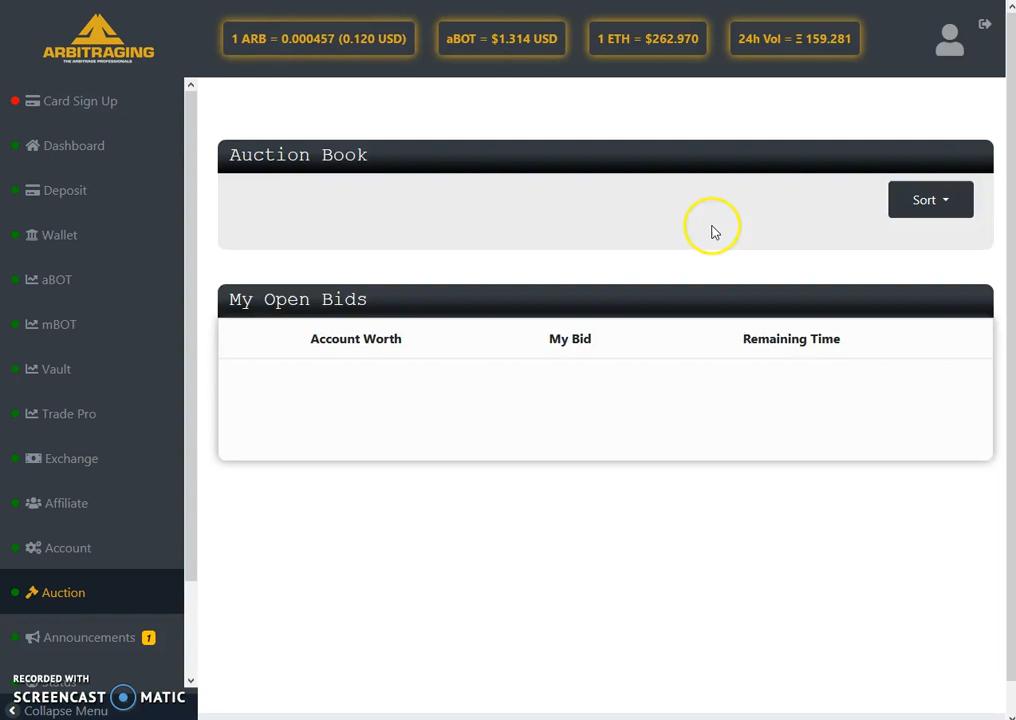 ARBITRAGING
THE ARBITRAGE PROFESSIONALS
1 ARB = 0.000457 (0.120 USD)
aBOT = $1.314 USD
1 ETH = $262.970
24h Vol = Ξ 159.281
Card Sign Up
Dashboard
Deposit
Wallet
aBOT
mBOT
Vault
Trade Pro
Exchange
Affiliate
Account
Auction
Announcements 1
Status
Collapse Menu
RECORDED WITH
SCREENCAST MATIC
Auction Book
Sort
My Open Bids
Account Worth My Bid Remaining Time